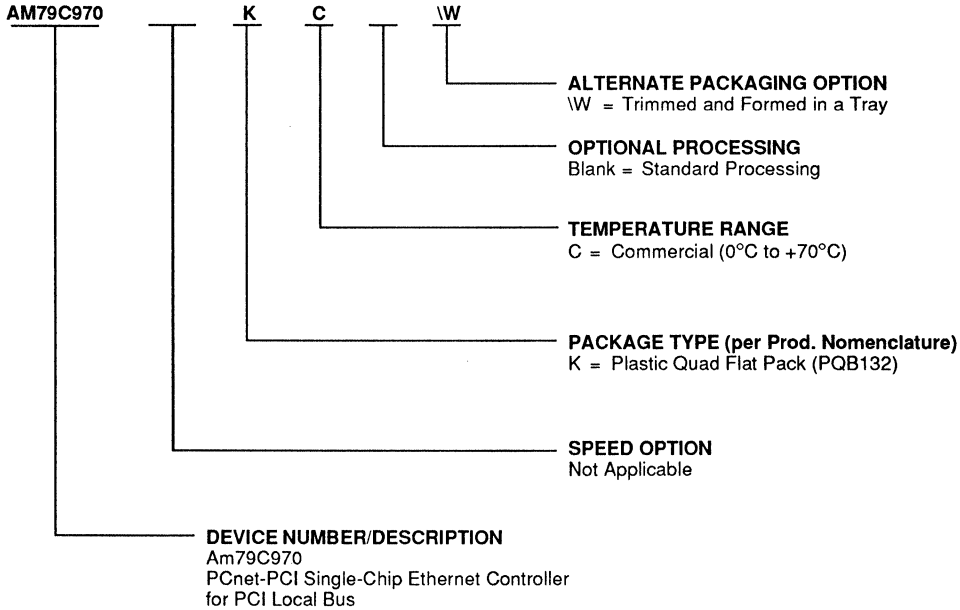 AM79C970 K C \W
ALTERNATE PACKAGING OPTION
\W = Trimmed and Formed in a Tray
OPTIONAL PROCESSING
Blank = Standard Processing
TEMPERATURE RANGE
C = Commercial (0°C to +70°C)
PACKAGE TYPE (per Prod. Nomenclature)
K = Plastic Quad Flat Pack (PQB132)
SPEED OPTION
Not Applicable
DEVICE NUMBER/DESCRIPTION
Am79C970
PCnet-PCI Single-Chip Ethernet Controller
for PCI Local Bus